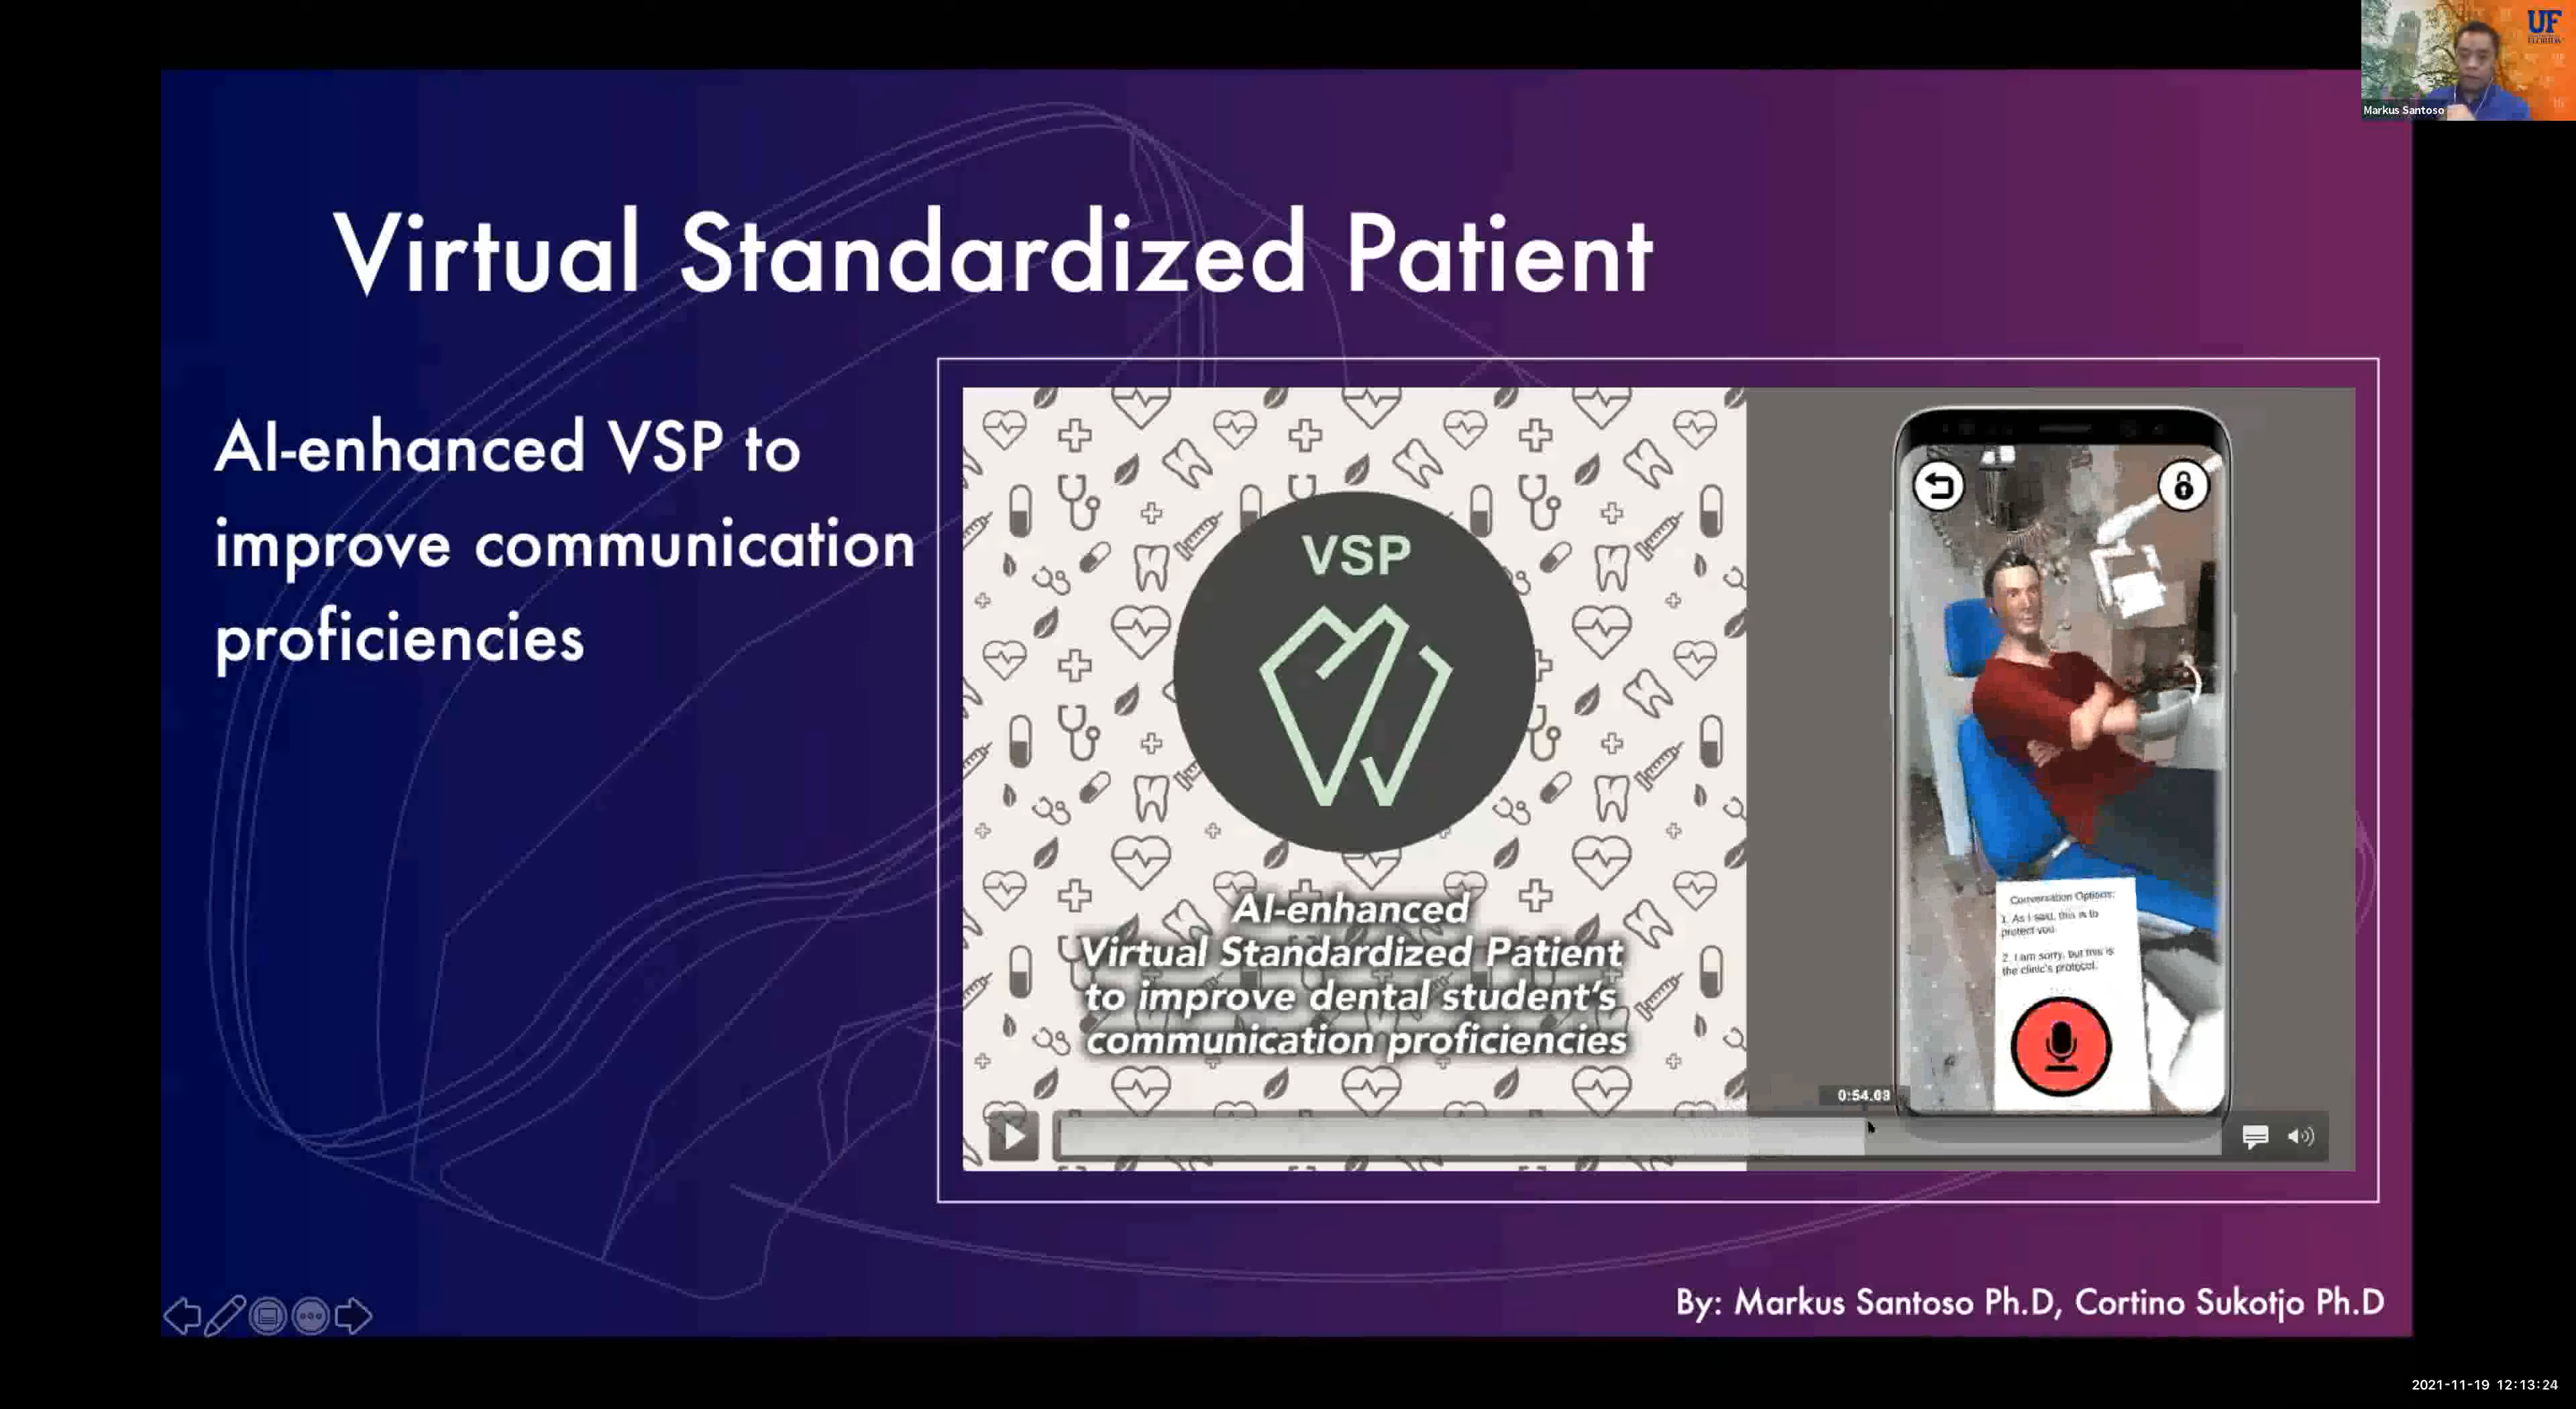 UF
FLORIDA
Markus Santoso
Virtual Standardized Patient
AI-enhanced VSP to
improve communication
proficiencies
VSP
AI-enhanced
Virtual Standardized Patient
to improve dental student's
communication proficiencies
Conversation Options:
1. As I said, this is to
protect you.
2. I am sorry, but this is
the clinic's protocol.
0:54.03
By: Markus Santoso Ph.D, Cortino Sukotjo Ph.D
2021-11-19 12:13:24